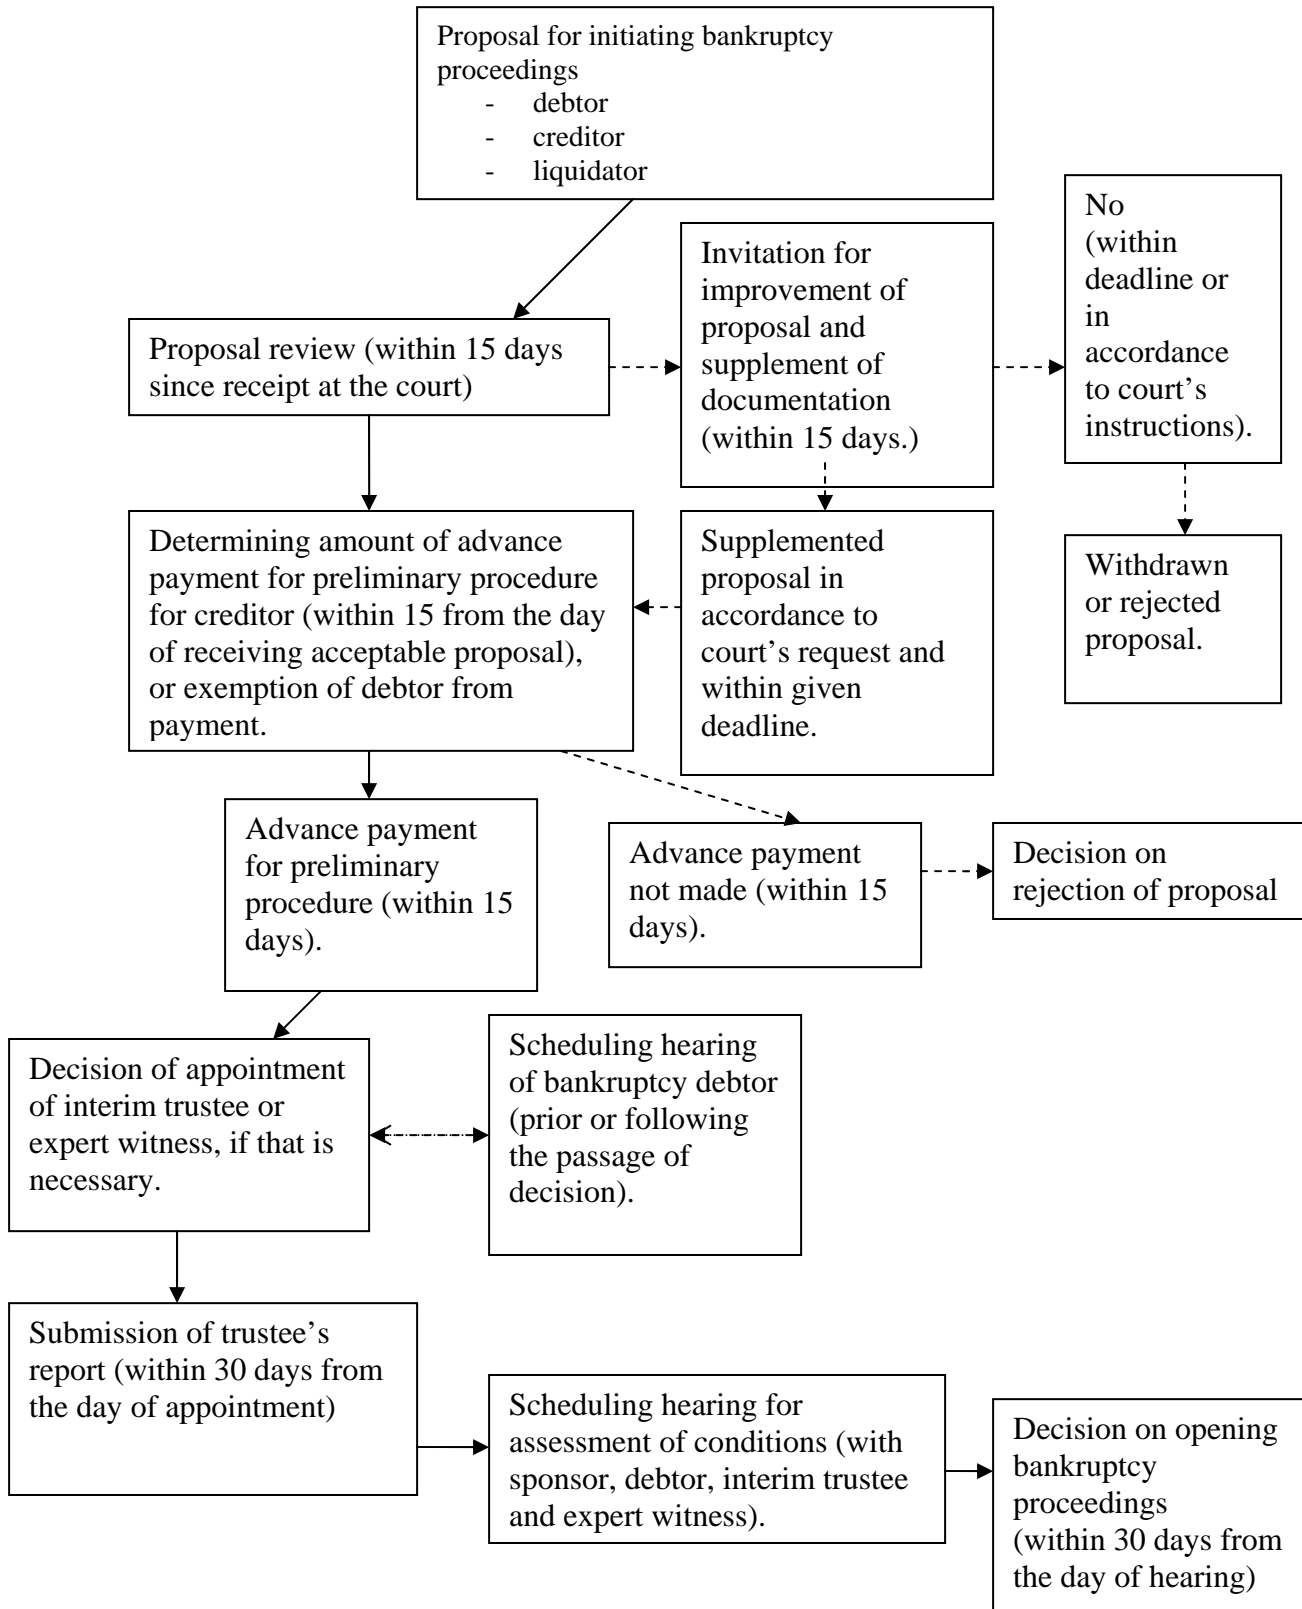 Proposal for initiating bankruptcy
proceedings
- debtor
- creditor
- liquidator
No
(within
deadline or
in
accordance
to court’s
instructions).
Invitation for
improvement of
proposal and
supplement of
documentation
(within 15 days.)
Proposal review (within 15 days
since receipt at the court)
Determining amount of advance
payment for preliminary procedure
for creditor (within 15 from the day
of receiving acceptable proposal),
or exemption of debtor from
payment.
Supplemented
proposal in
accordance to
court’s request and
within given
deadline.
Withdrawn
or rejected
proposal.
Advance payment
for preliminary
procedure (within 15
days).
Advance payment
not made (within 15
days).
Decision on
rejection of proposal
Decision of appointment
of interim trustee or
expert witness, if that is
necessary.
Scheduling hearing
of bankruptcy debtor
(prior or following
the passage of
decision).
Submission of trustee’s
report (within 30 days from
the day of appointment)
Scheduling hearing for
assessment of conditions (with
sponsor, debtor, interim trustee
and expert witness).
Decision on opening
bankruptcy
proceedings
(within 30 days from
the day of hearing)